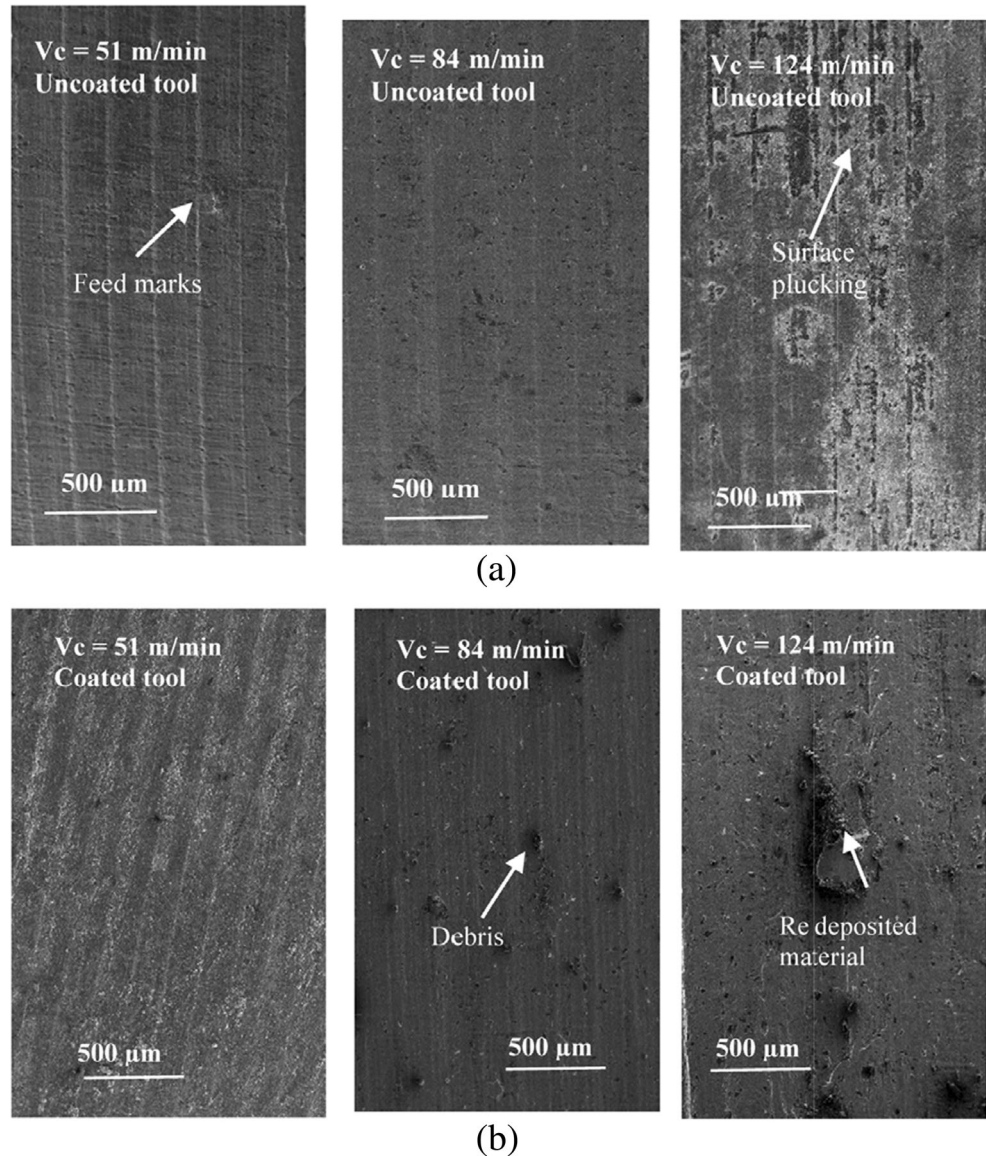 Vc = 51 m/min
Uncoated tool
Feed marks
500 µm
Vc = 84 m/min
Uncoated tool
500 µm
Vc = 124 m/min
Uncoated tool
Surface
plucking
500 µm
(a)
Vc = 51 m/min
Coated tool
500 µm
Vc = 84 m/min
Coated tool
Debris
500 µm
Vc = 124 m/min
Coated tool
Re deposited
material
500 µm
(b)